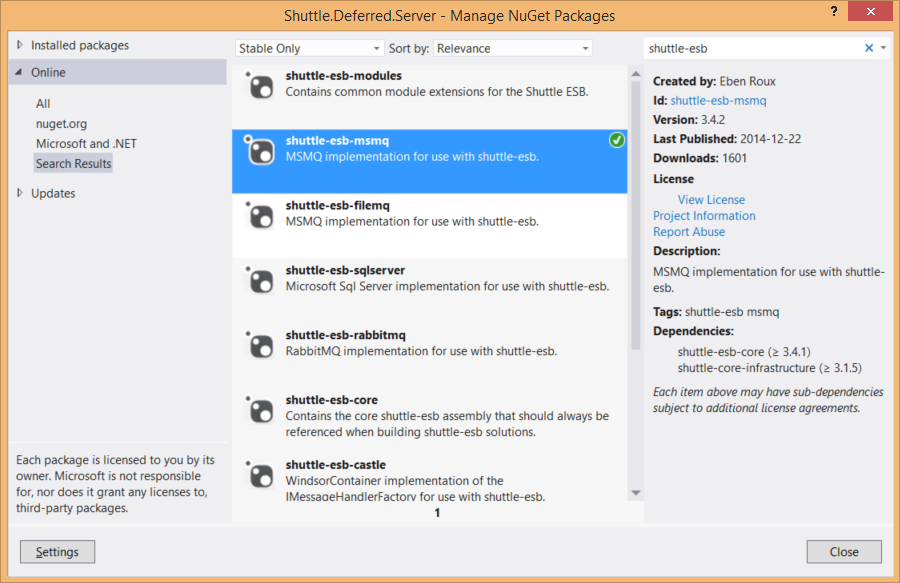 Shuttle.Deferred.Server - Manage NuGet Packages
?
Installed packages
Online
All
nuget.org
Microsoft and .NET
Search Results
Updates
Each package is licensed to you by its
owner. Microsoft is not responsible
for, nor does it grant any licenses to,
third-party packages.
Stable Only
Sort by: Relevance
shuttle-esb-modules
Contains common module extensions for the Shuttle ESB.
shuttle-esb-msmq
MSMQ implementation for use with shuttle-esb.
shuttle-esb-filemq
MSMQ implementation for use with shuttle-esb.
shuttle-esb-sqlserver
Microsoft Sql Server implementation for use with shuttle-esb.
shuttle-esb-rabbitmq
RabbitMQ implementation for use with shuttle-esb.
shuttle-esb-core
Contains the core shuttle-esb assembly that should always be
referenced when building shuttle-esb solutions.
shuttle-esb-castle
WindsorContainer implementation of the
IMessageHandlerFactory for use with shuttle-esb.
1
shuttle-esb
Created by: Eben Roux
Id: shuttle-esb-msmq
Version: 3.4.2
Last Published: 2014-12-22
Downloads: 1601
License
View License
Project Information
Report Abuse
Description:
MSMQ implementation for use with shuttle-
esb.
Tags: shuttle-esb msmq
Dependencies:
shuttle-esb-core (≥ 3.4.1)
shuttle-core-infrastructure (≥ 3.1.5)
Each item above may have sub-dependencies
subject to additional license agreements.
Settings
Close